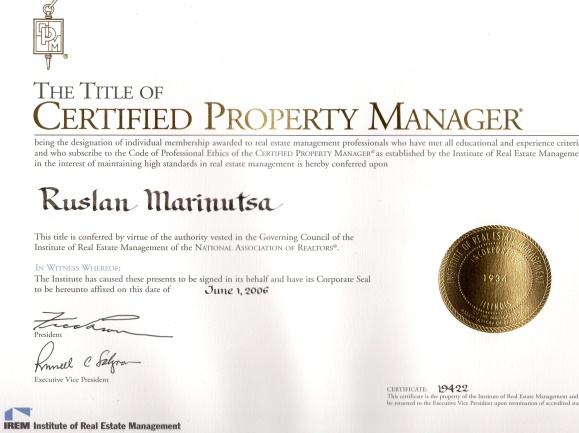 THE TITLE OF
CERTIFIED PROPERTY MANAGER®
being the designation of individual membership awarded to real estate management professionals who have met all educational and experience criteri
and who subscribe to the Code of Professional Ethics of the CERTIFIED PROPERTY MANAGER® as established by the Institute of Real Estate Manageme
in the interest of maintaining high standards in real estate management is hereby conferred upon
Ruslan Marinutsa
This title is conferred by virtue of the authority vested in the Governing Council of the
Institute of Real Estate Management of the NATIONAL ASSOCIATION OF REALTORS®.
IN WITNESS WHEREOF:
The Institute has caused these presents to be signed in its behalf and have its Corporate Seal
to be hereunto affixed on this date of June 1, 2006
INSTITUTE OF REAL ESTATE MANAGEMENT
INCORPORATED
193
ILLINOIS
President
Executive Vice President
CERTIFICATE: 19422
This certificate is the property of the Institute of Real Estate Management and
be returned to the Executive Vice President upon termination of accredited sta
IREM Institute of Real Estate Management